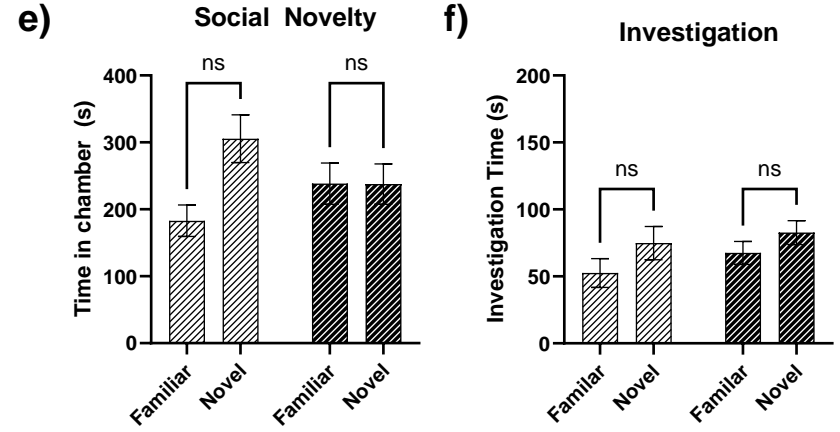 e)
Social Novelty
Time in chamber (s)
400
300
200
100
0
ns
ns
Familiar
Novel
Familiar
Novel
f)
Investigation
Investigation Time (s)
200
150
100
50
0
ns
ns
Familar
Novel
Familar
Novel